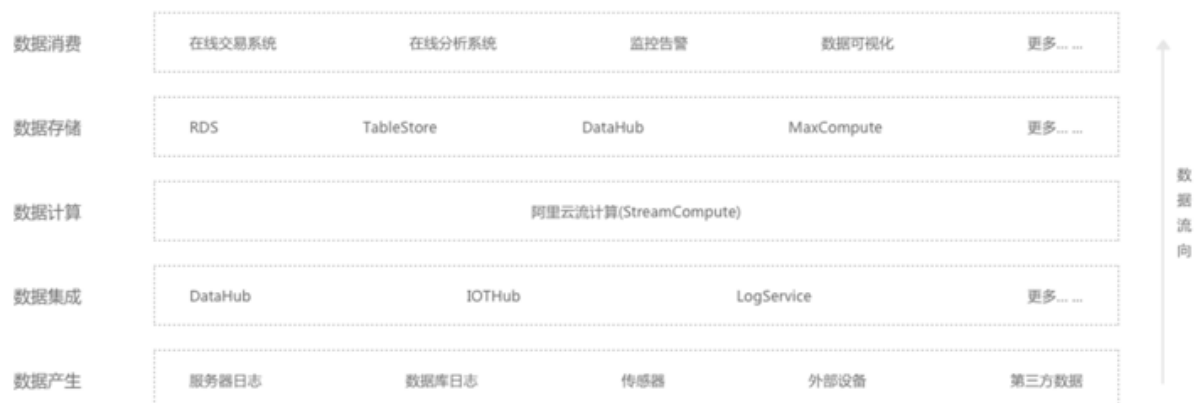 数据消费 在线交易系统 在线分析系统 监控告警 数据可视化 更多... ...
数据存储 RDS TableStore DataHub MaxCompute 更多... ...
数据计算 阿里云流计算(StreamCompute)
数据集成 DataHub IOTHub LogService 更多... ...
数据产生 服务器日志 数据库日志 传感器 外部设备 第三方数据
数据流向